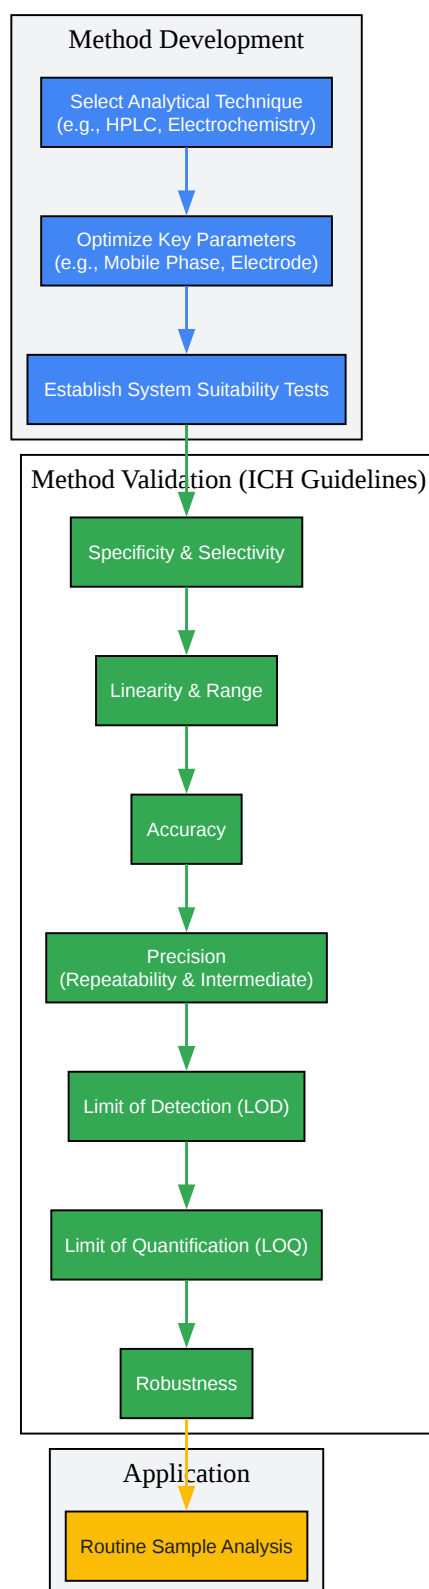 Method Development
Select Analytical Technique
(e.g., HPLC, Electrochemistry)
Optimize Key Parameters
(e.g., Mobile Phase, Electrode)
Establish System Suitability Tests
Method Validation (ICH Guidelines)
Specificity & Selectivity
Linearity & Range
Accuracy
Precision
(Repeatability & Intermediate)
Limit of Detection (LOD)
Limit of Quantification (LOQ)
Robustness
Application
Routine Sample Analysis